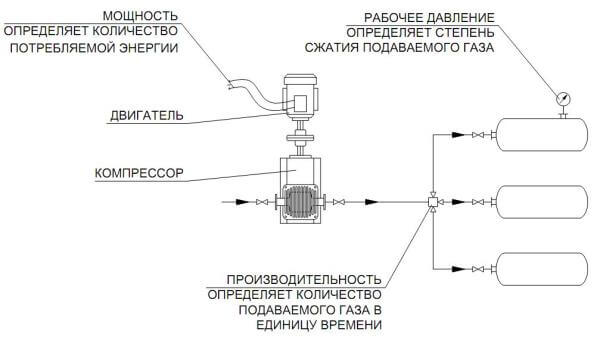 МОЩНОСТЬ
ОПРЕДЕЛЯЕТ КОЛИЧЕСТВО
ПОТРЕБЛЯЕМОЙ ЭНЕРГИИ
РАБОЧЕЕ ДАВЛЕНИЕ
ОПРЕДЕЛЯЕТ СТЕПЕНЬ
СЖАТИЯ ПОДАВАЕМОГО ГАЗА
ДВИГАТЕЛЬ
КОМПРЕССОР
ПРОИЗВОДИТЕЛЬНОСТЬ
ОПРЕДЕЛЯЕТ КОЛИЧЕСТВО
ПОДАВАЕМОГО ГАЗА В
ЕДИНИЦУ ВРЕМЕНИ